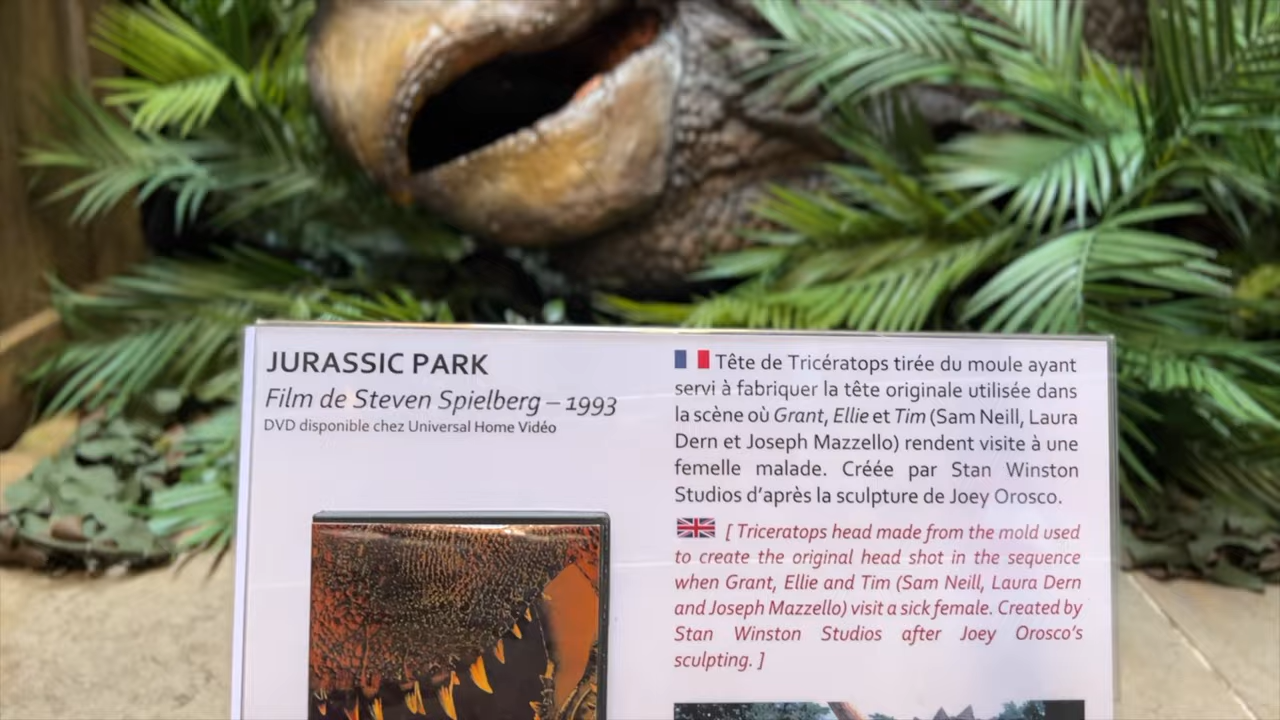 JURASSIC PARK
Film de Steven Spielberg – 1993
DVD disponible chez Universal Home Vidéo
Tête de Tricératops tirée du moule ayant
servi à fabriquer la tête originale utilisée dans
la scène où Grant, Ellie et Tim (Sam Neill, Laura
Dern et Joseph Mazzello) rendent visite à une
femelle malade. Créée par Stan Winston
Studios d'après la sculpture de Joey Orosco.
[ Triceratops head made from the mold used
to create the original head shot in the sequence
when Grant, Ellie and Tim (Sam Neill, Laura Dern
and Joseph Mazzello) visit a sick female. Created by
Stan Winston Studios after Joey Orosco's
sculpting. ]